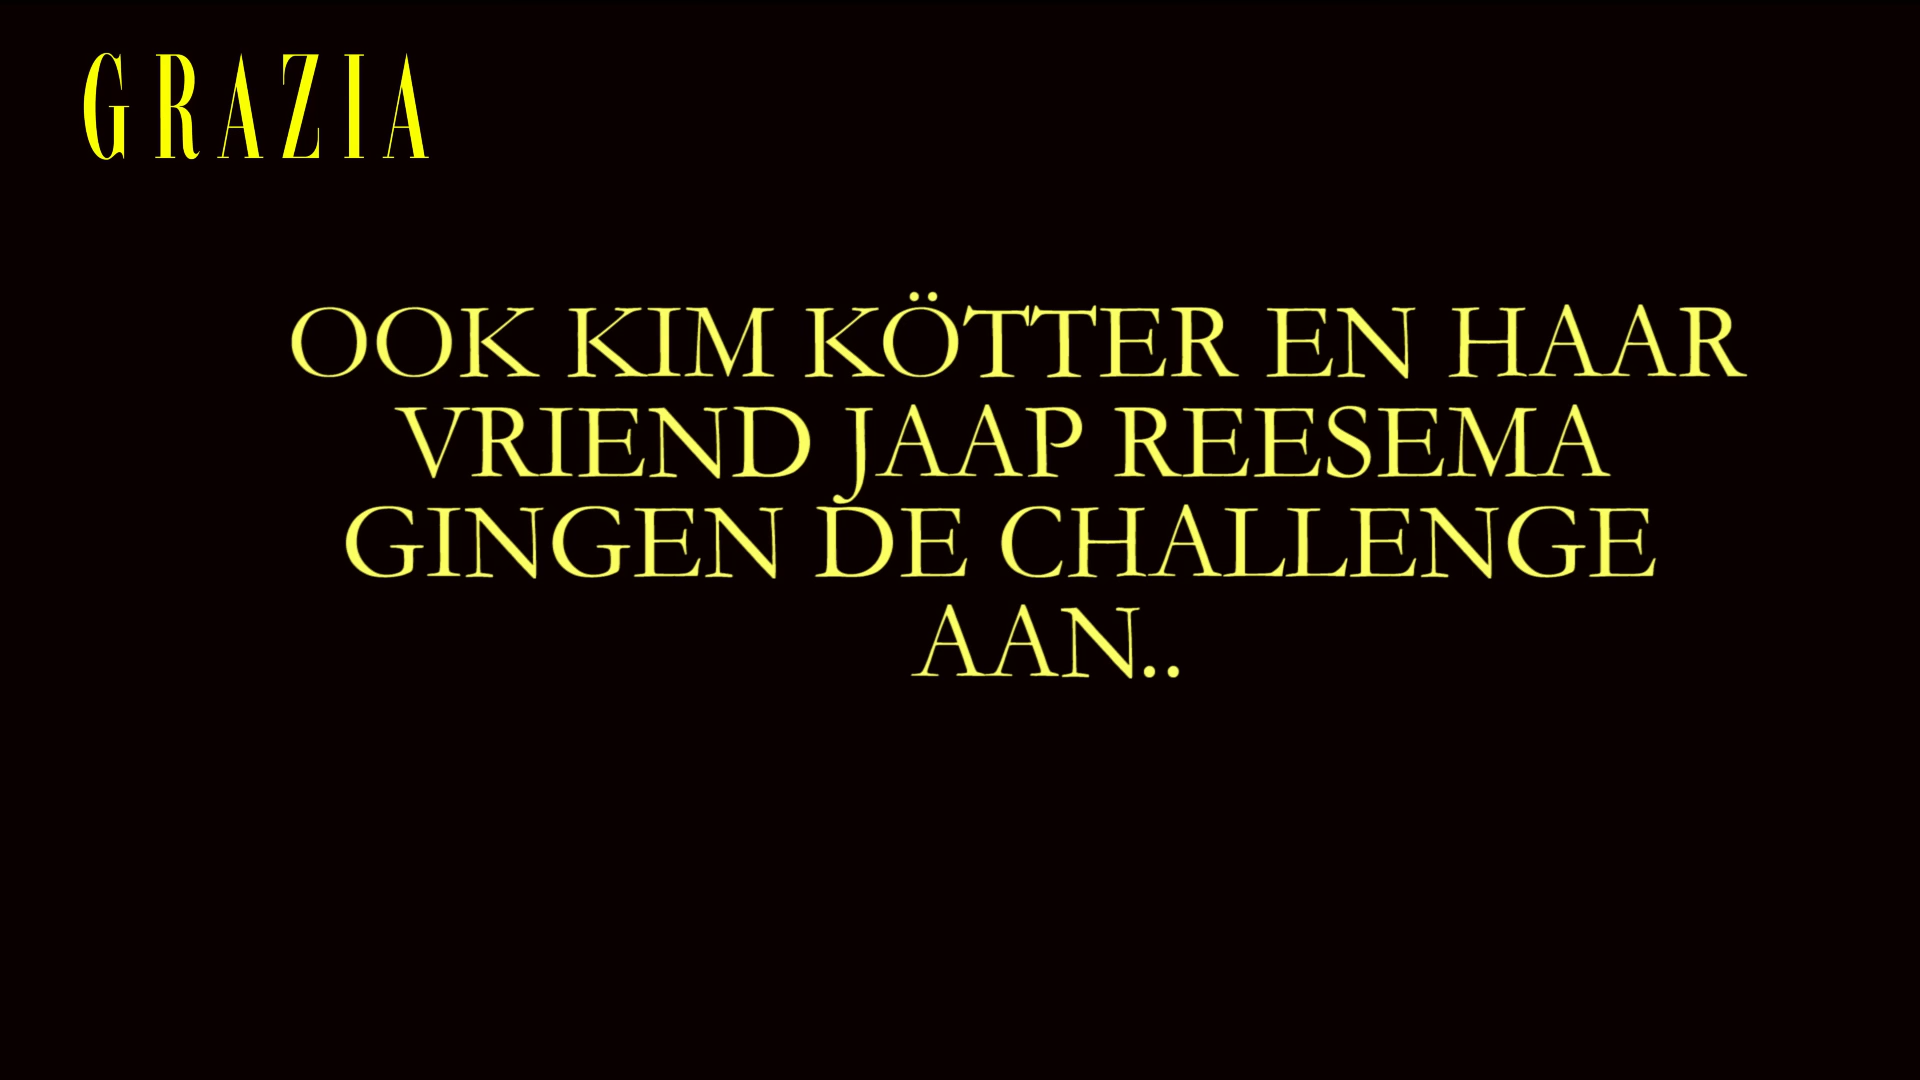 GRAZIA
OOK KIM KÖTTER EN HAAR
VRIEND JAAP REESEMA
GINGEN DE CHALLENGE
AAN..